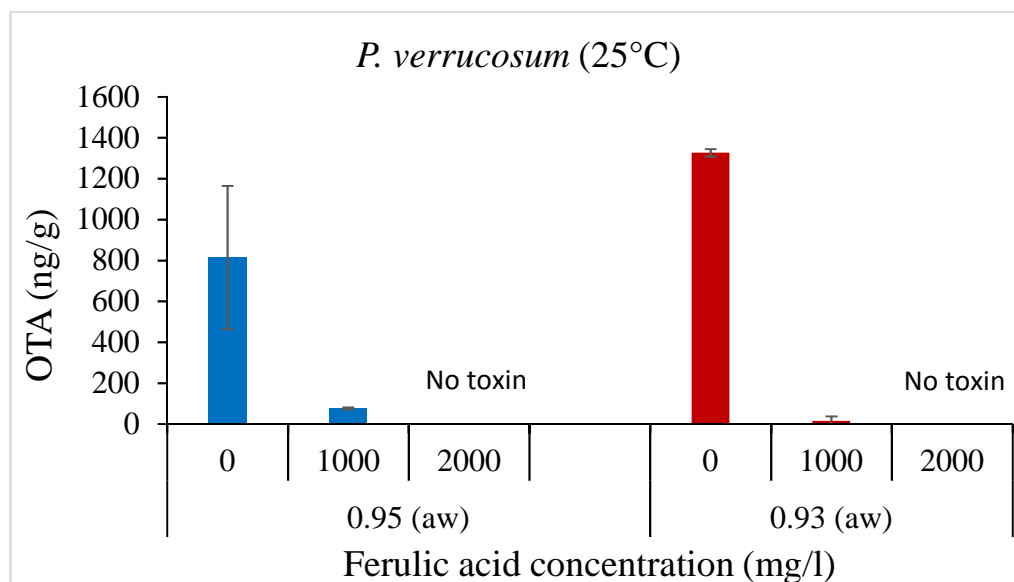 P. verrucosum (25°C)
OTA (ng/g)
1600
1400
1200
1000
800
600
400
200
0
No toxin
No toxin
0 1000 2000 0 1000 2000
0.95 (aw) 0.93 (aw)
Ferulic acid concentration (mg/l)